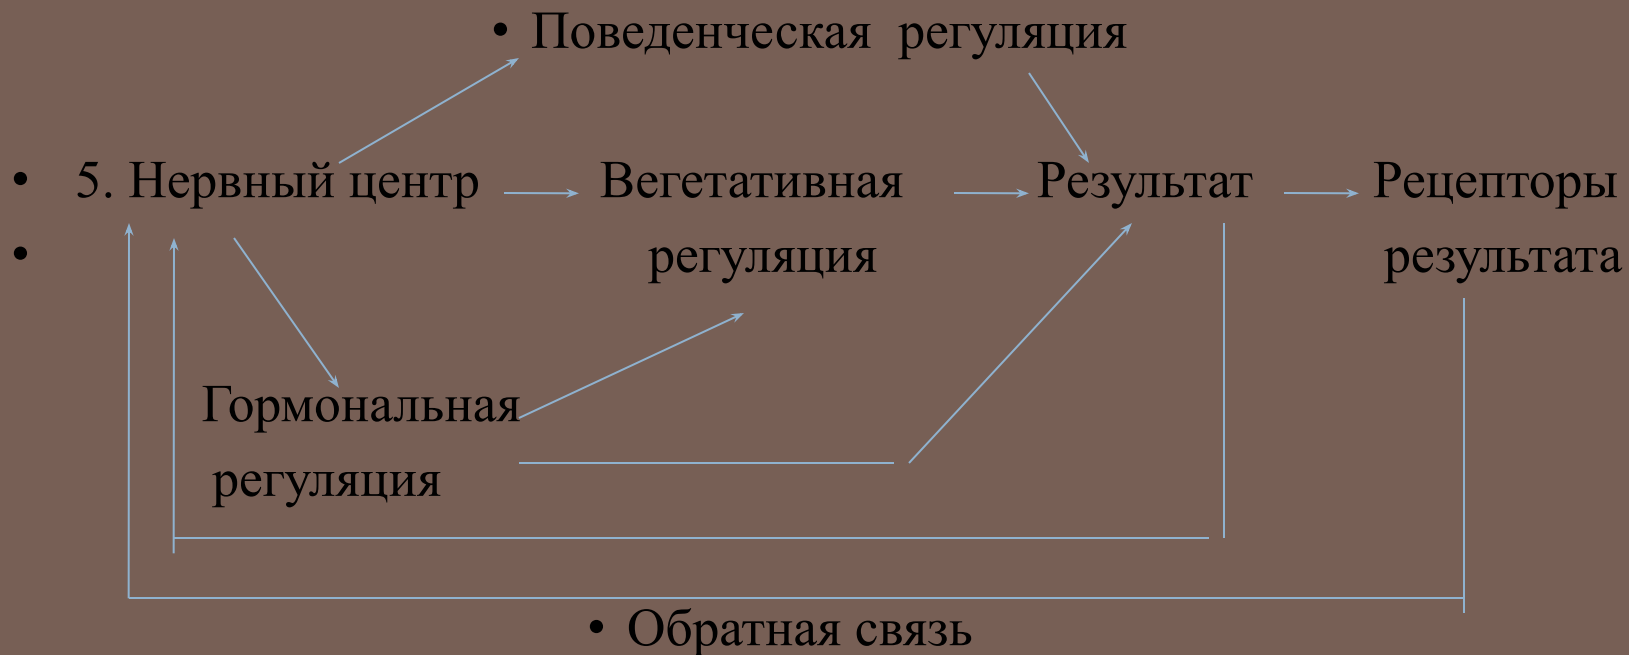 • Поведенческая регуляция
• 5. Нервный центр Вегетативная Результат Рецепторы
• регуляция результата
Гормональная
регуляция
• Обратная связь